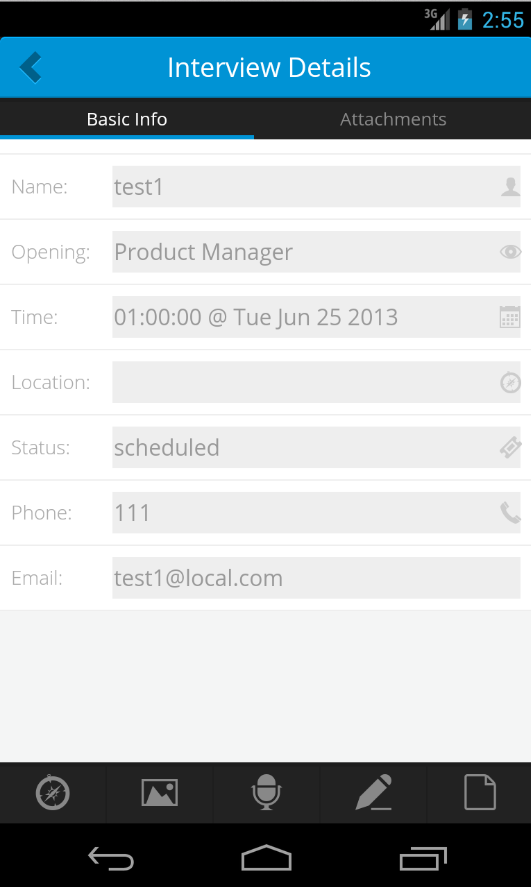 3G 2:55
Interview Details
Basic Info Attachments
Name: test1
Opening: Product Manager
Time: 01:00:00 @ Tue Jun 25 2013
Location:
Status: scheduled
Phone: 111
Email: test1@local.com